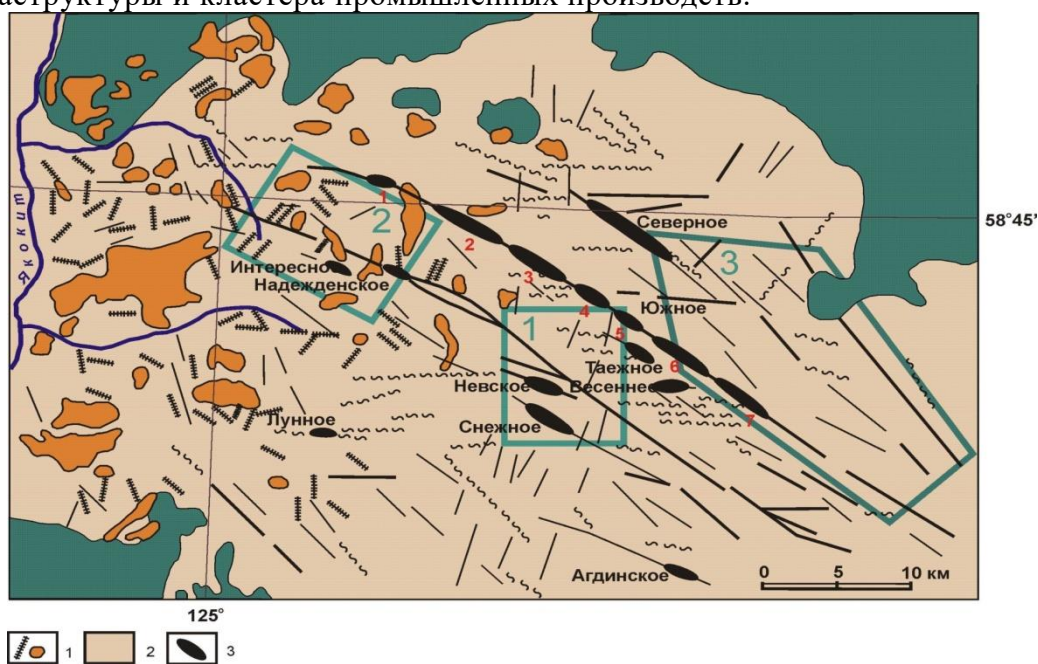 аструктуры и кластера промышленных производств.
Якокит
1
2
Северное
58°45'
2
3
3
Интересное
Надежденское
4
Южное
1
5
Таежное
6
Невское
Весеннее
7
Снежное
Лунное
Агдинское
0 5 10 км
125°
1 2 3